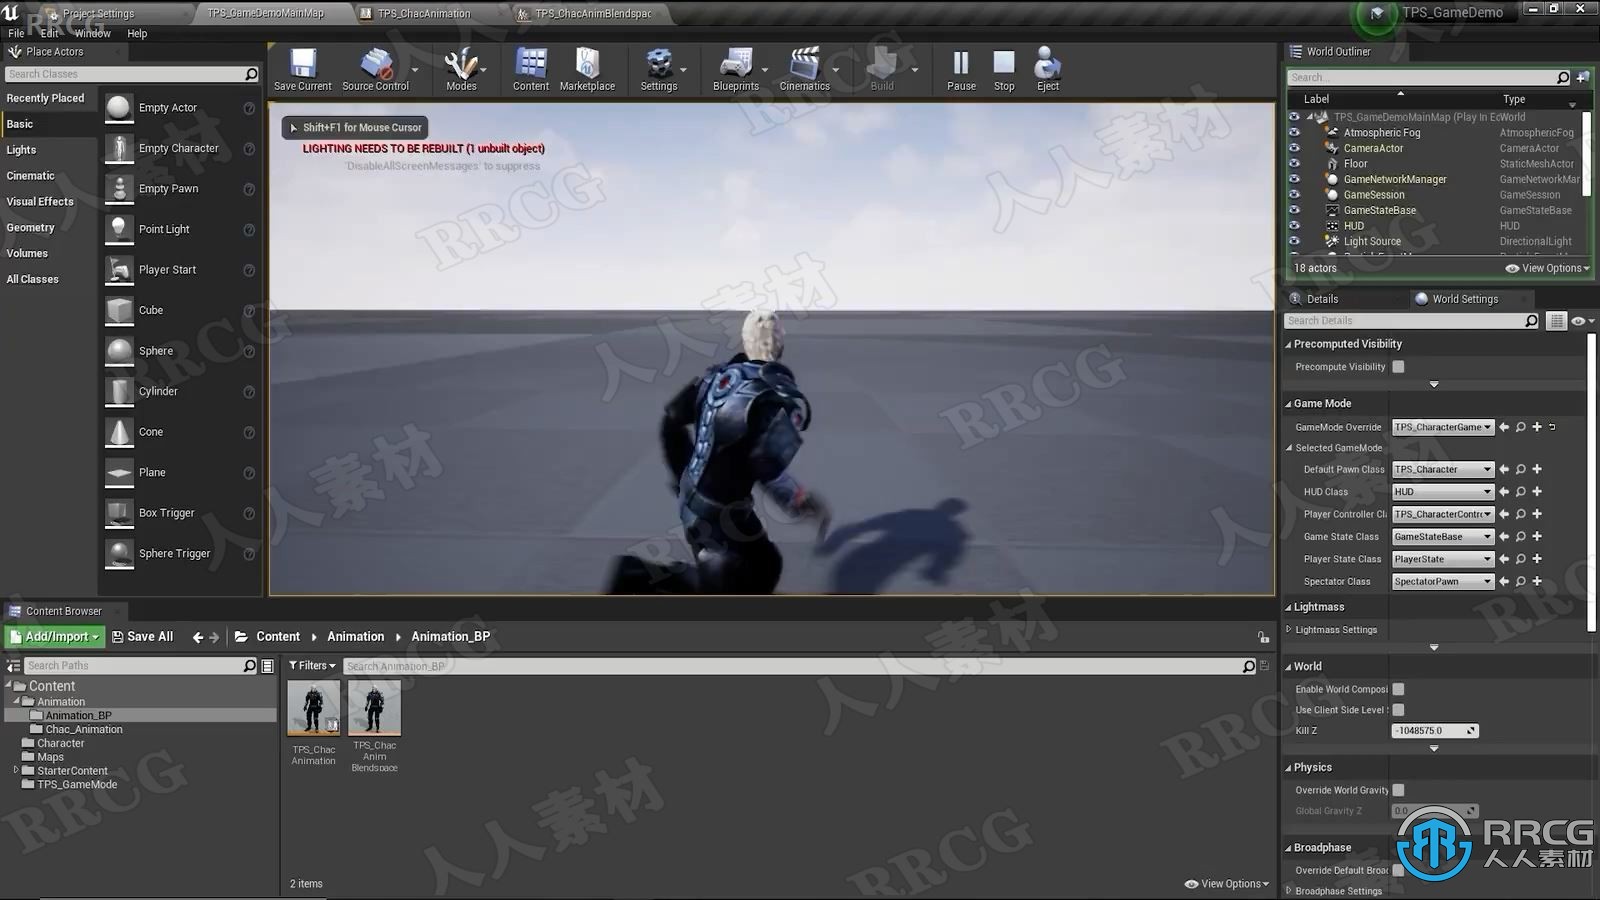 Project Settings
TPS_GameDemoMainMap
TPS_ChacAnimation
TPS_ChacAnimBlendspac
TPS_GameDemo
File Edit Window Help
RRCG
Place Actors
Search Classes
Recently Placed
Basic
Lights
Cinematic
Visual Effects
Geometry
Volumes
All Classes
Empty Actor
Empty Character
Empty Pawn
Point Light
Player Start
Cube
Sphere
Cylinder
Cone
Plane
Box Trigger
Sphere Trigger
Save Current
Source Control
Modes
Content
Marketplace
Settings
Blueprints
Cinematics
Build
Pause
Stop
Eject
Shift+F1 for Mouse Cursor
LIGHTING NEEDS TO BE REBUILT (1 unbuilt object)
'DisableAllScreenMessages' to suppress
World Outliner
Search...
Label Type
TPS_GameDemoMainMap (Play In Ec World
Atmospheric Fog AtmosphericFog
CameraActor CameraActor
Floor StaticMeshActor
GameNetworkManager GameNetworkMar
GameSession GameSession
GameStateBase GameStateBase
HUD HUD
Light Source DirectionalLight
18 actors
View Options
Details
World Settings
Search Details
Precomputed Visibility
Precompute Visibility
Game Mode
GameMode Override TPS_CharacterGame
Selected GameMode
Default Pawn Class TPS_Character
HUD Class HUD
Player Controller Cl TPS_CharacterContr
Game State Class GameStateBase
Player State Class PlayerState
Spectator Class SpectatorPawn
Lightmass
Lightmass Settings
World
Enable World Composi
Use Client Side Level
Kill Z -1048575.0
Physics
Override World Gravity
Global Gravity Z 0.0
Broadphase
Override Default Broad
Broadphase Settings
Content Browser
Add/Import
Save All
Content Animation Animation_BP
Search Paths
Filters
Search Animation_BP
Content
Animation
Animation_BP
Chac_Animation
Character
Maps
StarterContent
TPS_GameMode
TPS_Chac
Animation
TPS_Chac
Anim
Blendspace
2 items
View Options
RRCG
人人素材